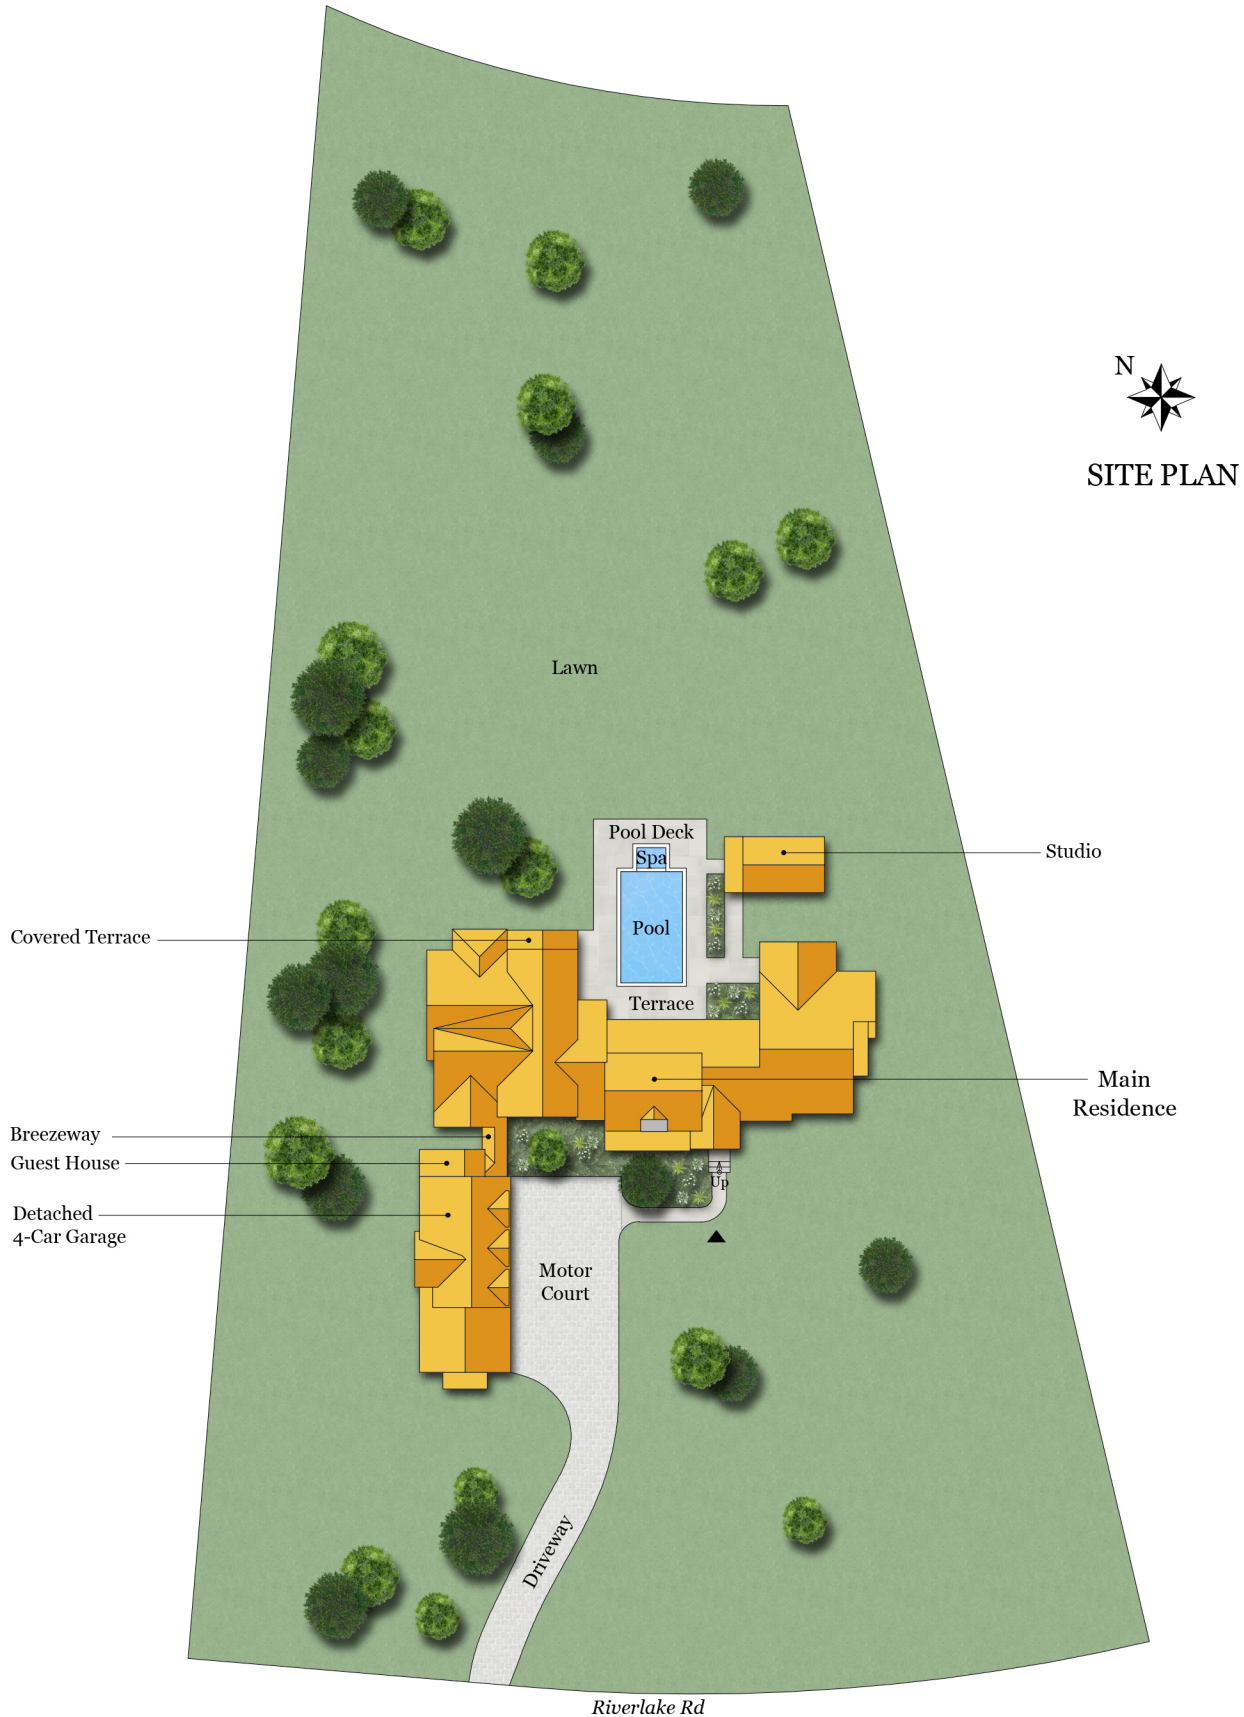 N
SITE PLAN
Lawn
Pool Deck
Spa
Studio
Pool
Covered Terrace
Terrace
Main
Residence
Breezeway
Guest House
Up
Detached
4-Car Garage
Motor
Court
Driveway
Riverlake Rd